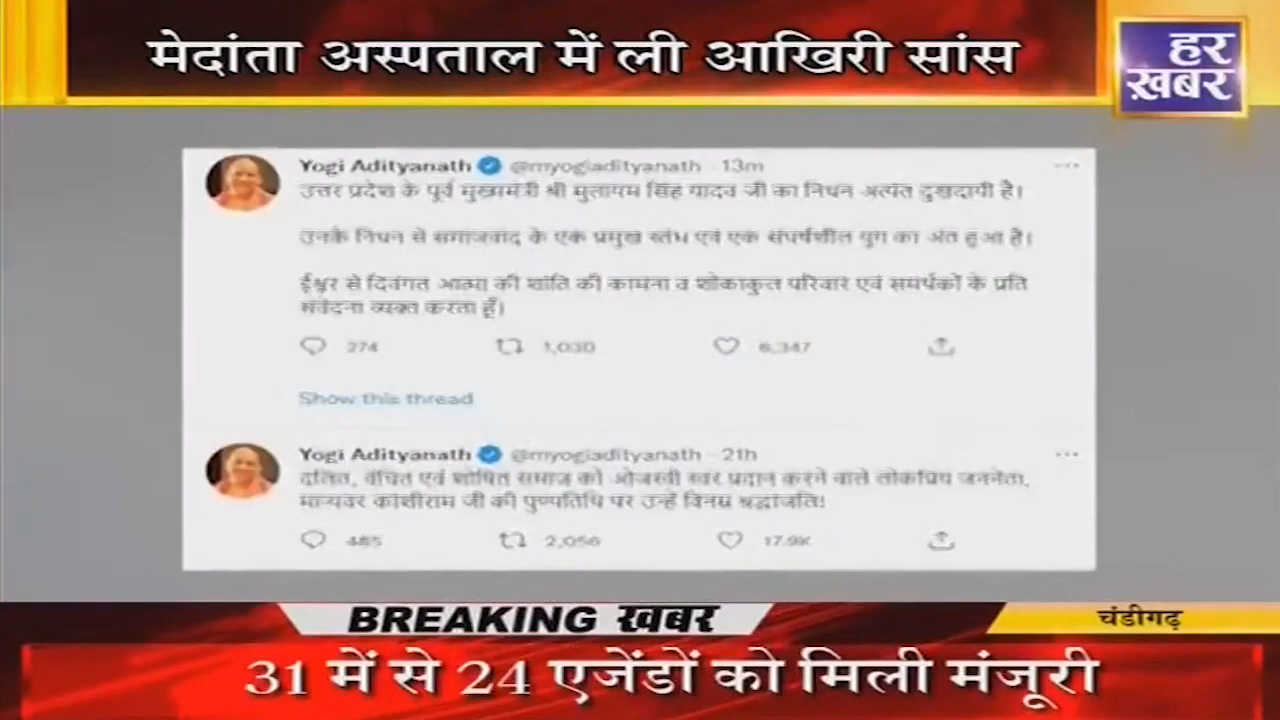 मेदांता अस्पताल में ली आखिरी सांस
हर
ख़बर
Yogi Adityanath @myogiadityanath · 13m
उत्तर प्रदेश के पूर्व मुख्यमंत्री श्री मुलायम सिंह यादव जी का निधन अत्यंत दुखदायी है।
उनके निधन से समाजवाद के एक प्रमुख स्तंभ एवं एक संघर्षशील युग का अंत हुआ है।
ईश्वर से दिवंगत आत्मा की शांति की कामना व शोकाकुल परिवार एवं समर्थकों के प्रति
संवेदना व्यक्त करता हूँ।
274 1,030 6,347
Show this thread
Yogi Adityanath @myogiadityanath · 21h
दलित, वंचित एवं शोषित समाज को ओजस्वी स्वर प्रदान करने वाले लोकप्रिय जननेता,
मान्यवर कांशीराम जी की पुण्यतिथि पर उन्हें विनम्र श्रद्धांजलि!
485 2,056 17.9K
BREAKING खबर
चंडीगढ़
31 में से 24 एजेंडों को मिली मंजूरी